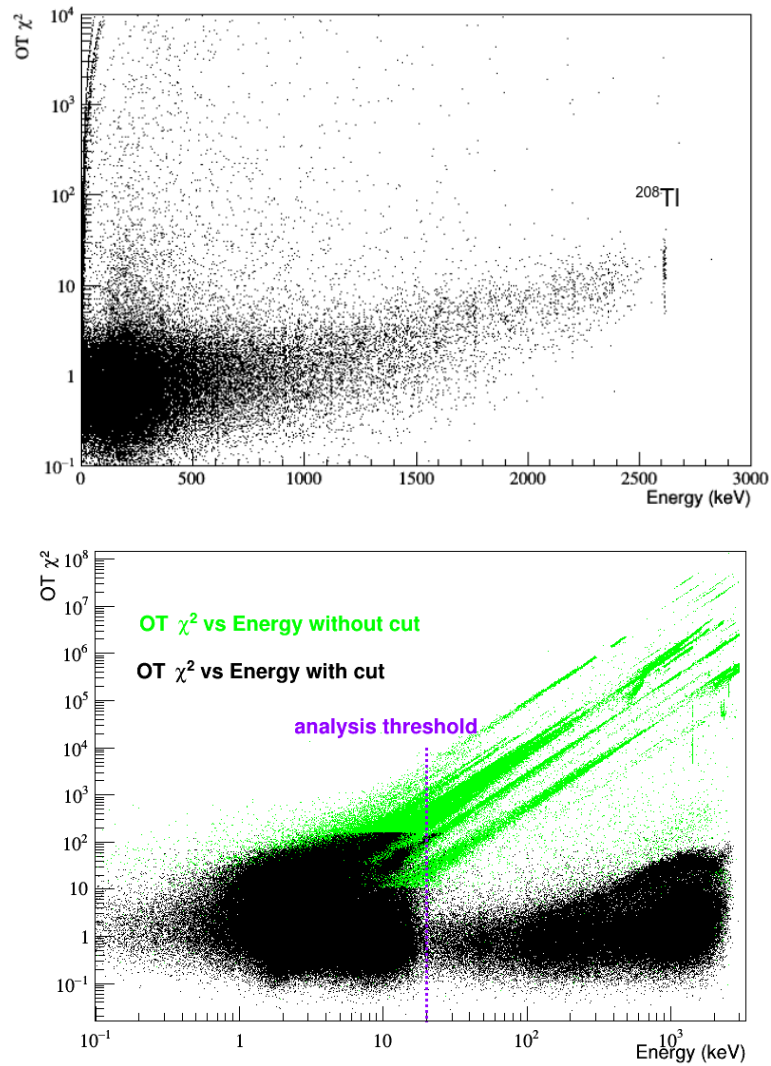 OT χ²
10⁴
10³
10²
10
1
10⁻¹
²⁰⁸Tl
0 500 1000 1500 2000 2500 3000
Energy (keV)
OT χ²
10⁸
10⁷
10⁶
10⁵
10⁴
10³
10²
10
1
10⁻¹
OT χ² vs Energy without cut
OT χ² vs Energy with cut
analysis threshold
10⁻¹ 1 10 10² 10³
Energy (keV)